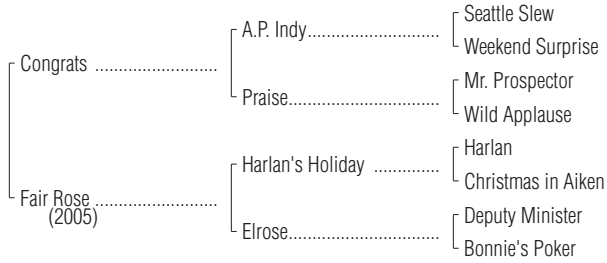 Seattle Slew
A.P. Indy
Weekend Surprise
Congrats
Mr. Prospector
Praise
Wild Applause
Harlan
Harlan's Holiday
Christmas in Aiken
Fair Rose
(2005)
Deputy Minister
Elrose
Bonnie's Poker